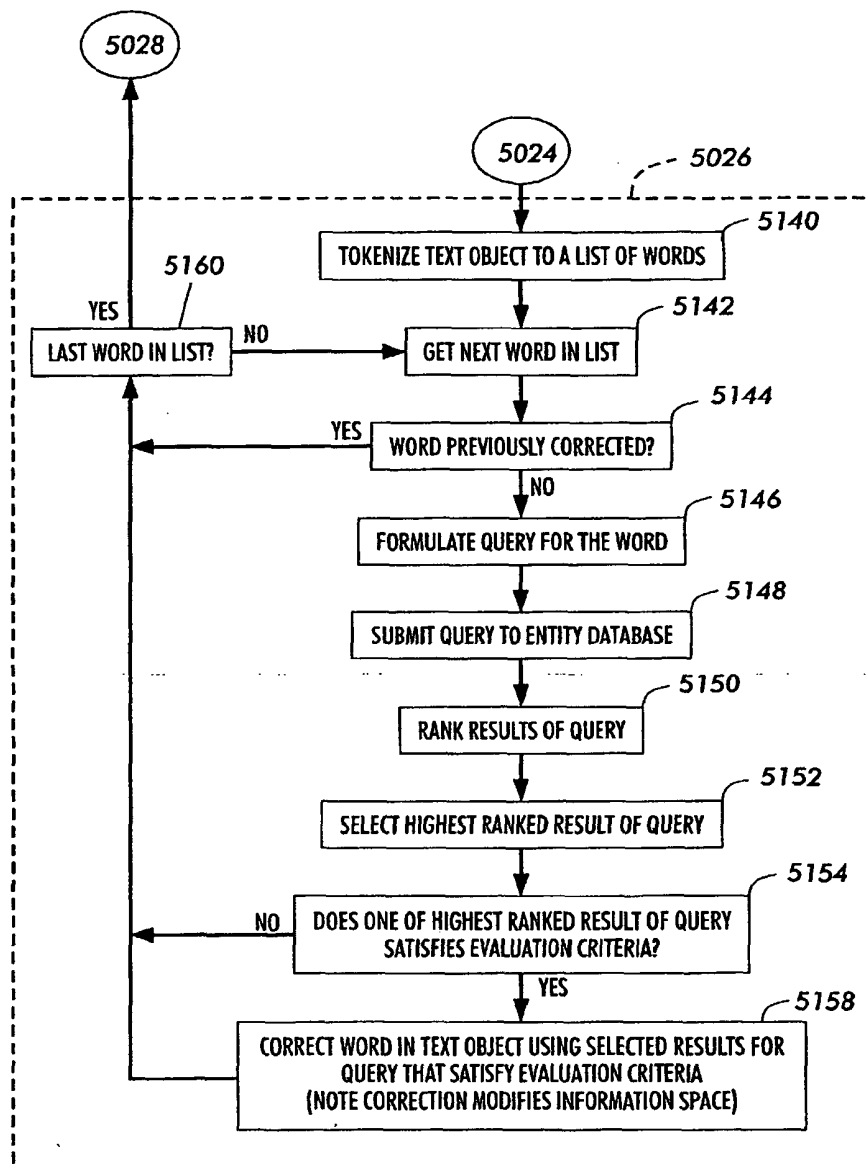 5028
5024
5026
5140
TOKENIZE TEXT OBJECT TO A LIST OF WORDS
5160
YES
5142
LAST WORD IN LIST?
NO
GET NEXT WORD IN LIST
5144
YES
WORD PREVIOUSLY CORRECTED?
NO
5146
FORMULATE QUERY FOR THE WORD
5148
SUBMIT QUERY TO ENTITY DATABASE
5150
RANK RESULTS OF QUERY
5152
SELECT HIGHEST RANKED RESULT OF QUERY
5154
NO
DOES ONE OF HIGHEST RANKED RESULT OF QUERY
SATISFIES EVALUATION CRITERIA?
YES
5158
CORRECT WORD IN TEXT OBJECT USING SELECTED RESULTS FOR
QUERY THAT SATISFY EVALUATION CRITERIA
(NOTE CORRECTION MODIFIES INFORMATION SPACE)